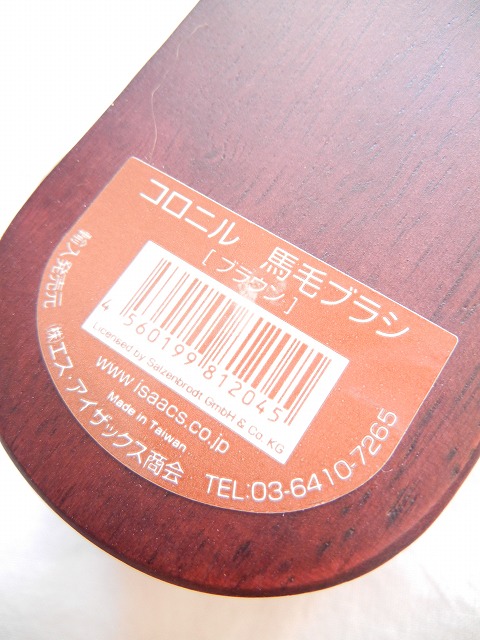 コロニル 馬毛ブラシ
[ブラウン]
4 560199 812045
Licensed by Salzenbrodt GmbH & Co. KG
www.isaacs.co.jp
Made in Taiwan
輸入発売元 ㈱エス.アイザックス商会
TEL:03-6410-7265